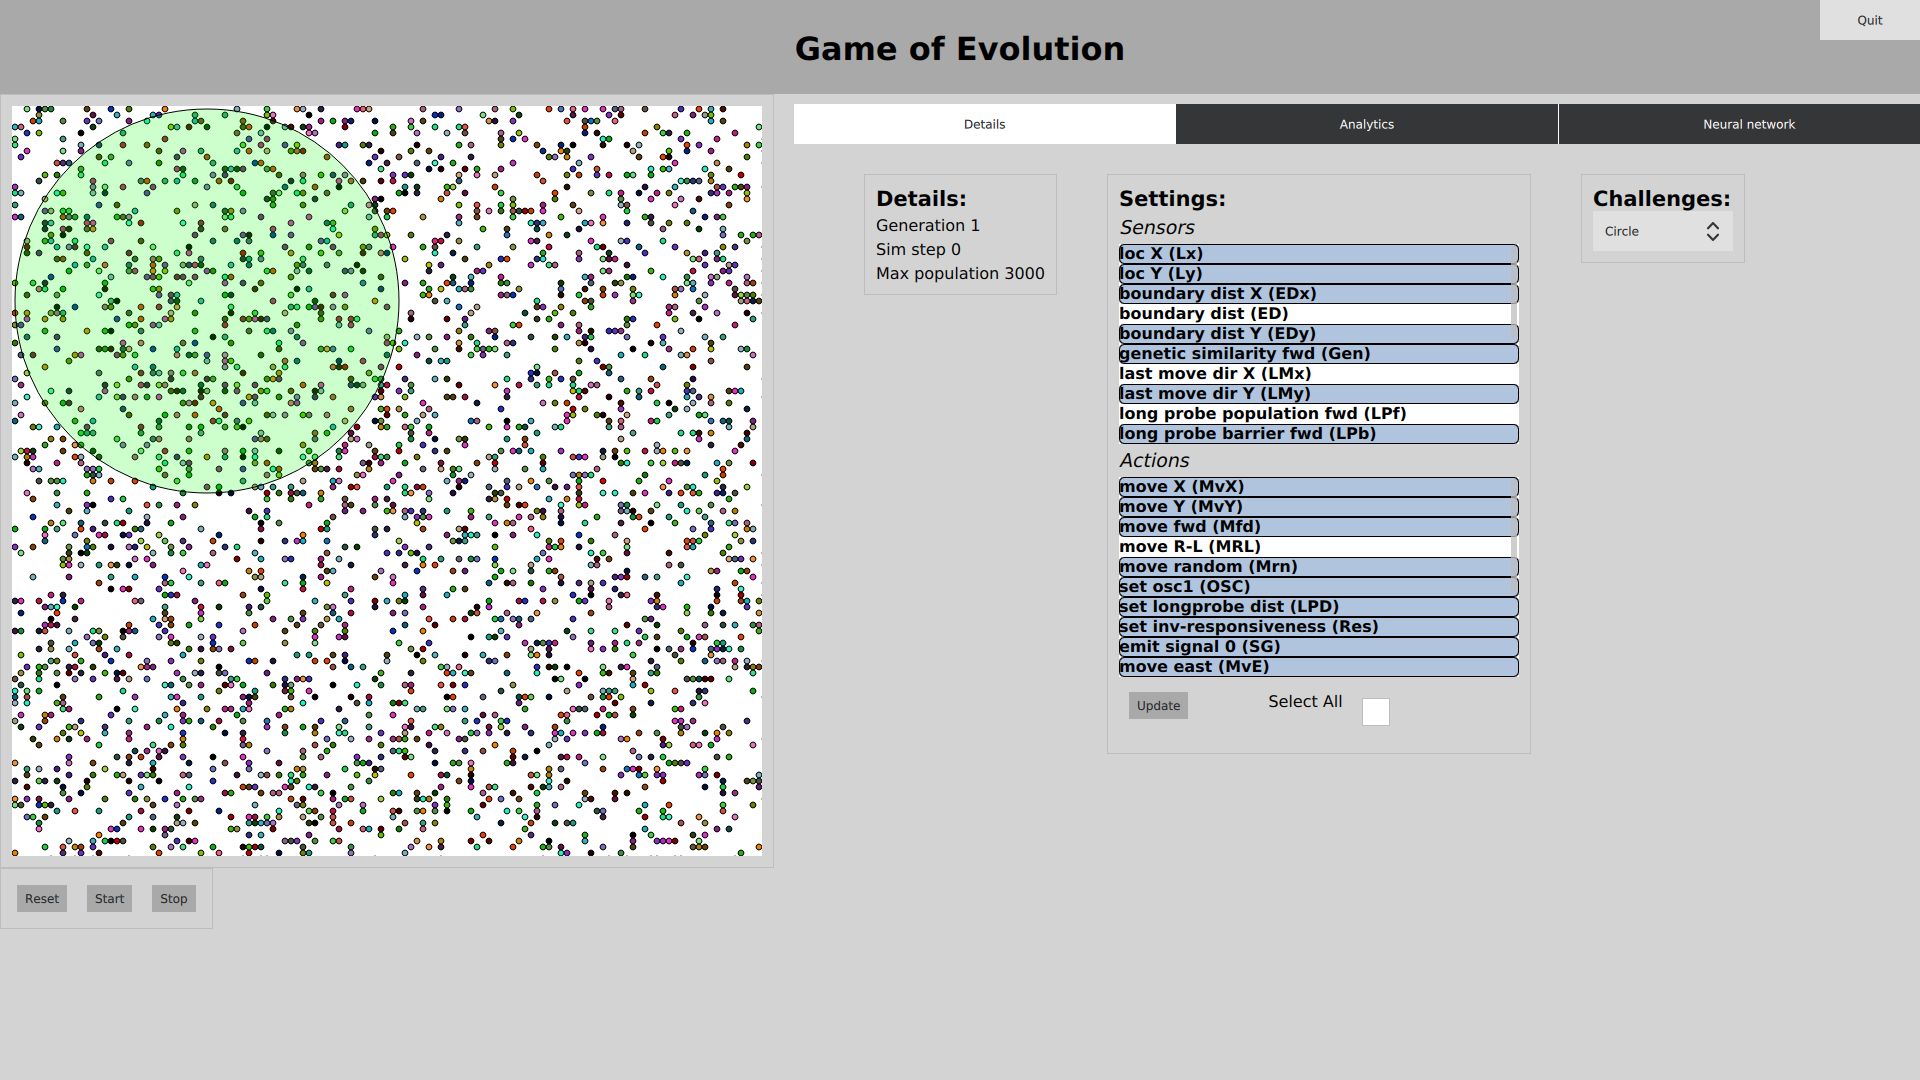 Quit
Game of Evolution
Details
Analytics
Neural network
Details:
Generation 1
Sim step 0
Max population 3000
Settings:
Sensors
loc X (Lx)
loc Y (Ly)
boundary dist X (EDx)
boundary dist (ED)
boundary dist Y (EDy)
genetic similarity fwd (Gen)
last move dir X (LMx)
last move dir Y (LMy)
long probe population fwd (LPf)
long probe barrier fwd (LPb)
Actions
move X (MvX)
move Y (MvY)
move fwd (Mfd)
move R-L (MRL)
move random (Mrn)
set osc1 (OSC)
set longprobe dist (LPD)
set inv-responsiveness (Res)
emit signal 0 (SG)
move east (MvE)
Update
Select All
Challenges:
Circle
Reset
Start
Stop